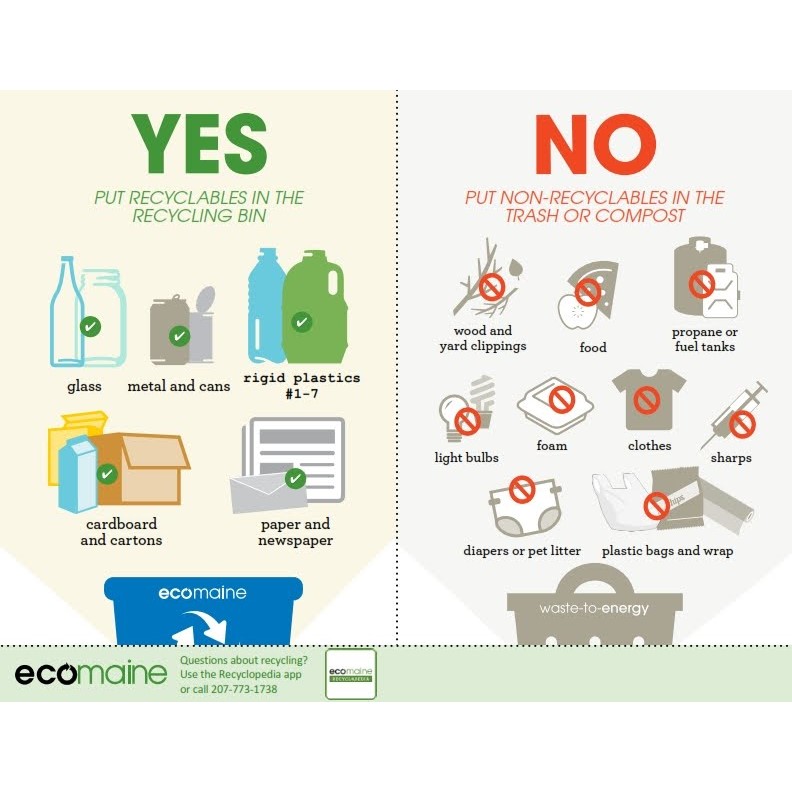 YES
PUT RECYCLABLES IN THE
RECYCLING BIN
glass
metal and cans
rigid plastics
#1-7
cardboard
and cartons
paper and
newspaper
ecomaine
NO
PUT NON-RECYCLABLES IN THE
TRASH OR COMPOST
wood and
yard clippings
food
propane or
fuel tanks
light bulbs
foam
clothes
sharps
diapers or pet litter
hips
plastic bags and wrap
waste-to-energy
ecomaine
Questions about recycling?
Use the Recyclopedia app
or call 207-773-1738
ecomaine
RECYCLOPEDIA